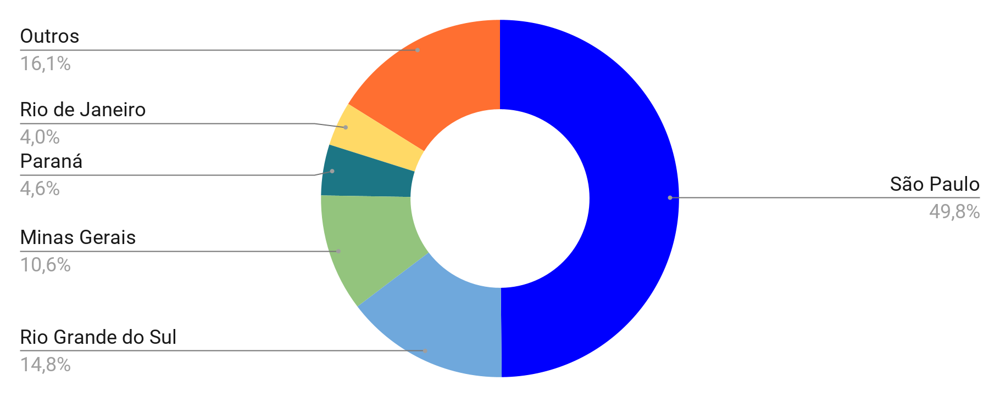 Outros
16,1%
Rio de Janeiro
4,0%
Paraná
4,6%
Minas Gerais
10,6%
Rio Grande do Sul
14,8%
São Paulo
49,8%